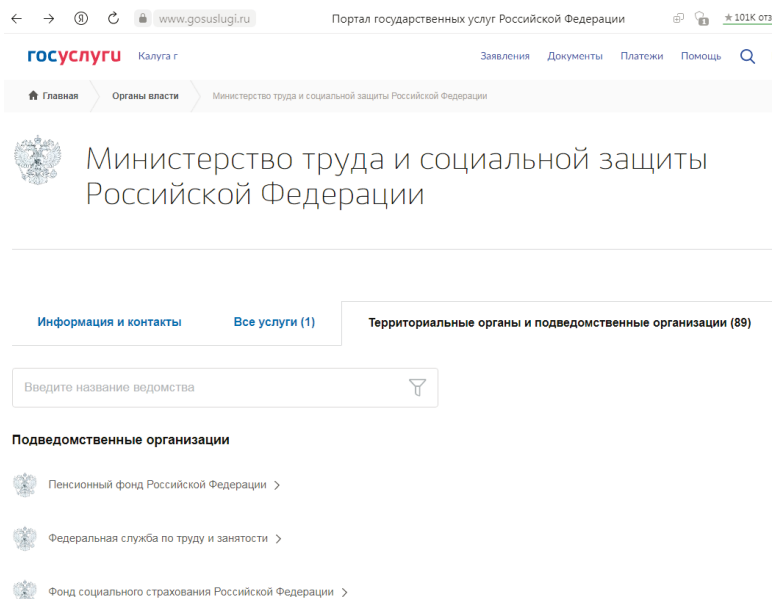 www.gosuslugi.ru Портал государственных услуг Российской Федерации 1 ★101K отз
госуслуги Калуга г Заявления Документы Платежи Помощь
Главная Органы власти Министерство труда и социальной защиты Российской Федерации
Министерство труда и социальной защиты
Российской Федерации
Информация и контакты Все услуги (1) Территориальные органы и подведомственные организации (89)
Введите название ведомства
Подведомственные организации
Пенсионный фонд Российской Федерации >
Федеральная служба по труду и занятости >
Фонд социального страхования Российской Федерации >